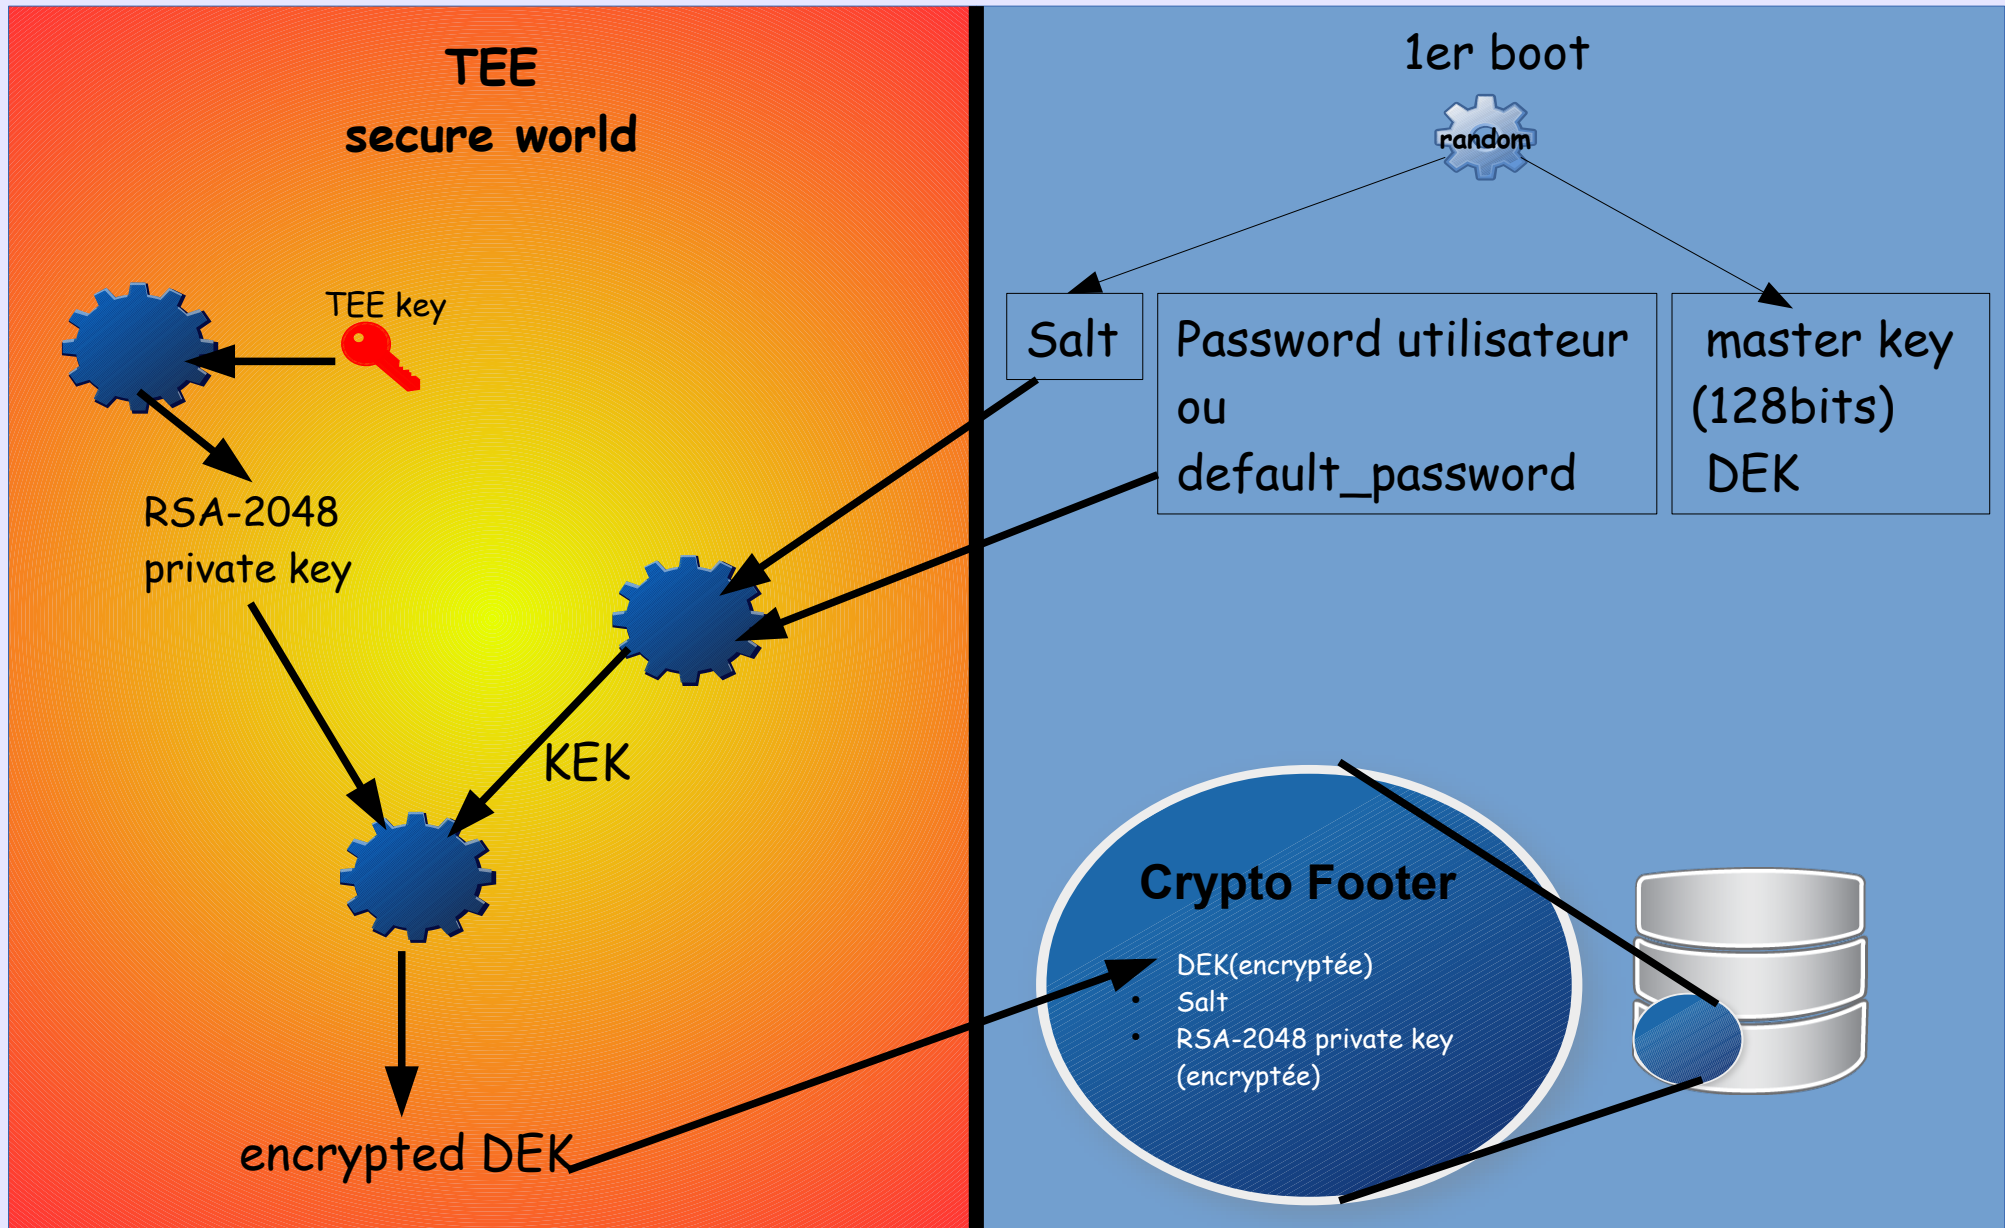 TEE
secure world
TEE key
RSA-2048
private key
KEK
encrypted DEK
1er boot
random
Salt
Password utilisateur
ou
default_password
master key
(128bits)
DEK
Crypto Footer
DEK(encryptée)
• Salt
• RSA-2048 private key
(encryptée)